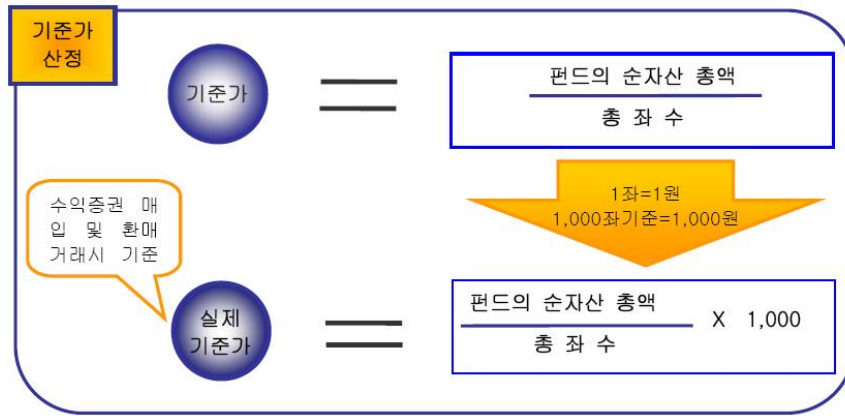 기준가
산정
기준가
펀드의 순자산 총액
총 좌 수
1좌=1원
1,000좌기준=1,000원
수익증권 매
입 및 환매
거래시 기준
실제
기준가
펀드의 순자산 총액
총 좌 수
X 1,000